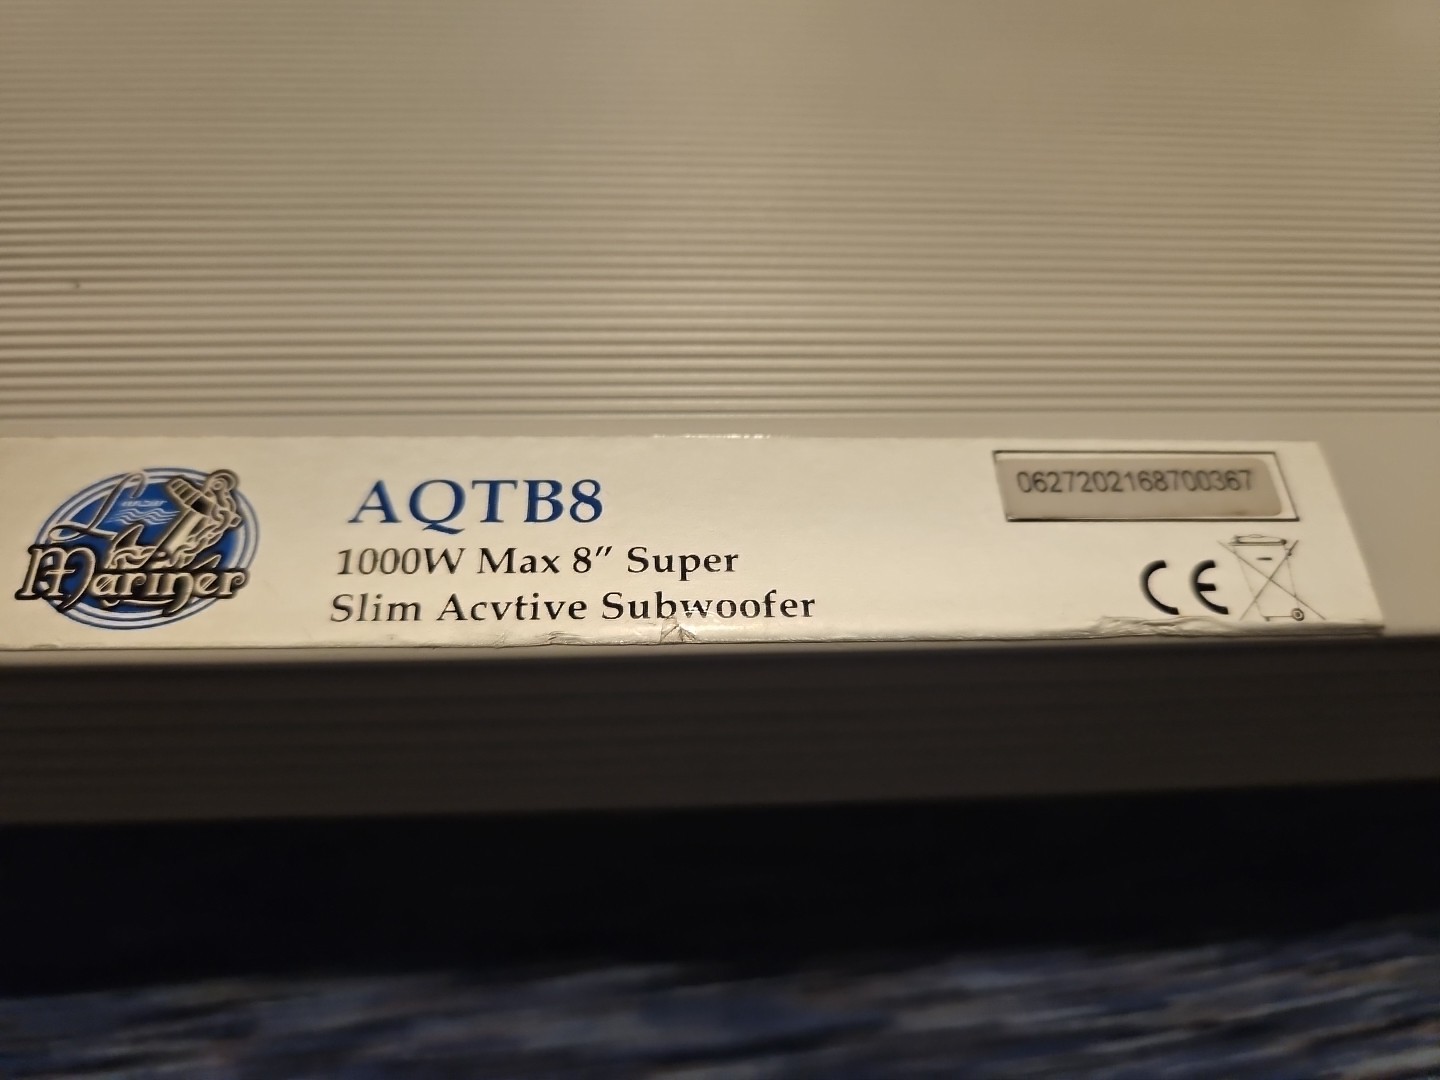 Mariner
AQTB8
1000W Max 8" Super
Slim Acvtive Subwoofer
0627202168700367
CE